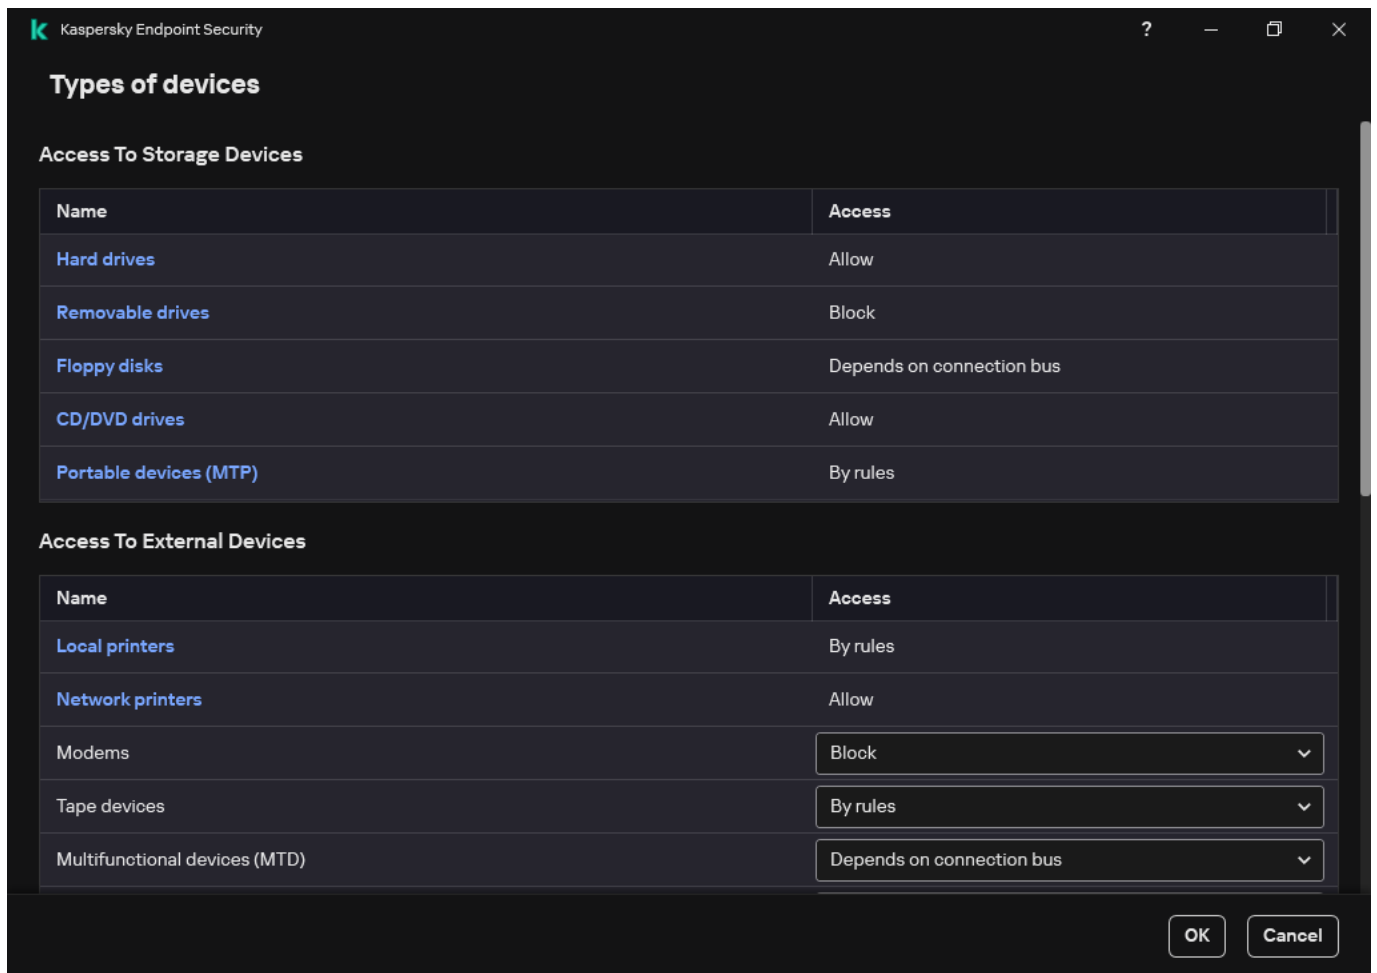 Kaspersky Endpoint Security ?
Types of devices
Access To Storage Devices
Name Access
Hard drives Allow
Removable drives Block
Floppy disks Depends on connection bus
CD/DVD drives Allow
Portable devices (MTP) By rules
Access To External Devices
Name Access
Local printers By rules
Network printers Allow
Modems Block
Tape devices By rules
Multifunctional devices (MTD) Depends on connection bus
OK Cancel